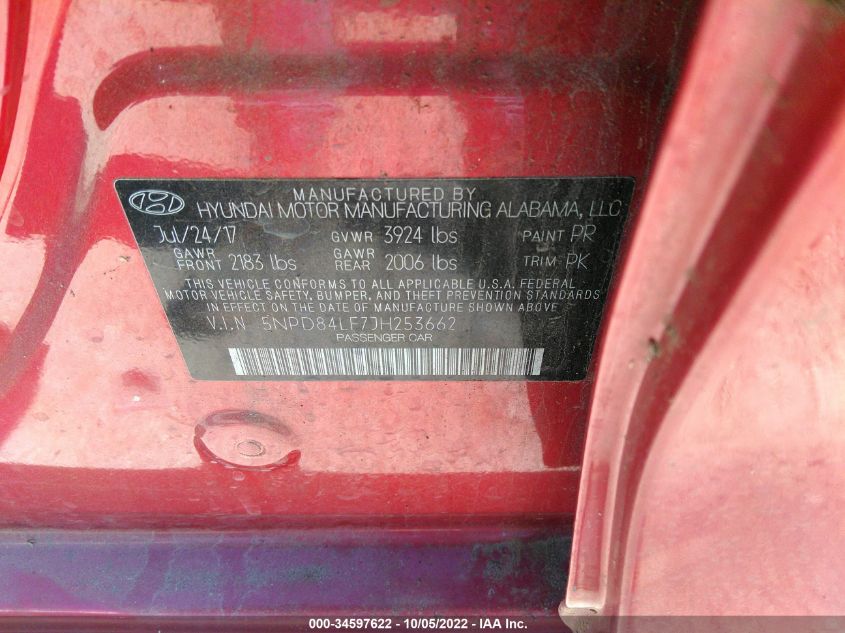 MANUFACTURED BY
HYUNDAI MOTOR MANUFACTURING ALABAMA, LLC
Jul/24/17 GVWR 3924 lbs PAINT PR
GAWR FRONT 2183 lbs GAWR REAR 2006 lbs TRIM PK
THIS VEHICLE CONFORMS TO ALL APPLICABLE U.S.A. FEDERAL
MOTOR VEHICLE SAFETY, BUMPER, AND THEFT PREVENTION STANDARDS
IN EFFECT ON THE DATE OF MANUFACTURE SHOWN ABOVE
V.I.N 5NPD84LF7JH253662
PASSENGER CAR
000-34597622 - 10/05/2022 - IAA Inc.